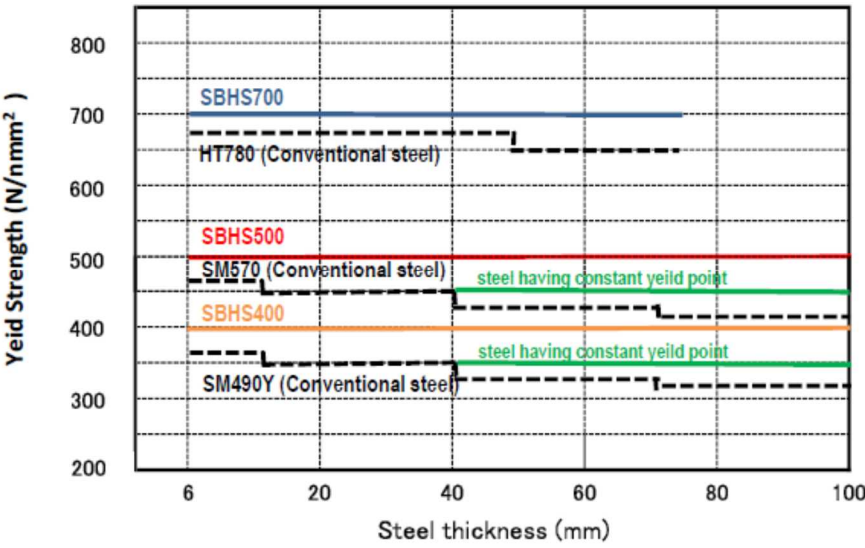 Yeid Strength (N/nmm²)
800
700
600
500
400
300
200
SBHS700
HT780 (Conventional steel)
SBHS500
SM570 (Conventional steel)
steel having constant yeild point
SBHS400
steel having constant yeild point
SM490Y (Conventional steel)
6 20 40 60 80 100
Steel thickness (mm)